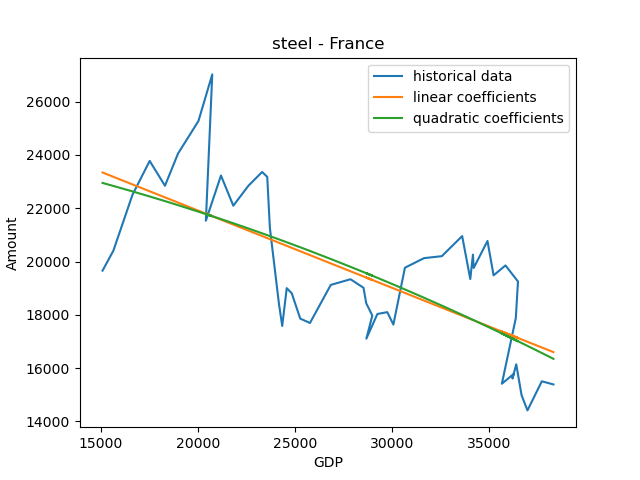 steel - France
historical data
linear coefficients
quadratic coefficients
26000
24000
22000
20000
18000
16000
14000
Amount
15000 20000 25000 30000 35000
GDP